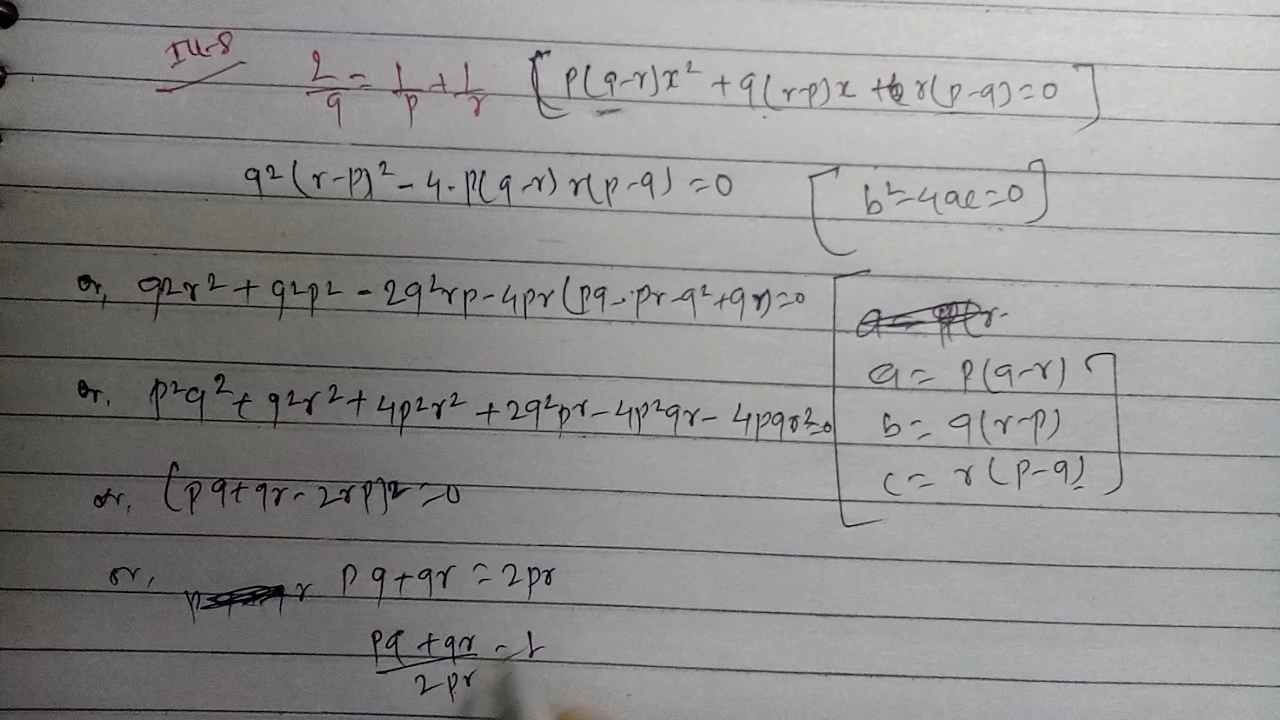 2/q = 1/p + 1/r [p(q-r)x² + q(r-p)x + r(p-q)=0]
q²(r-p)² - 4·p(q-r) r(p-q) = 0 [b²-4ac=0]
or, q²r² + q²p² - 2q²rp - 4pr(pq-pr-q²+qr)=0
a = p(q-r)
or, p²q² + q²r² + 4p²r² + 2q²pr - 4p²qr - 4pqr²=0
b = q(r-p)
c = r(p-q)
or, (pq+qr-2rp)²=0
or, pq+qr = 2pr
pq+qr/2pr = 1